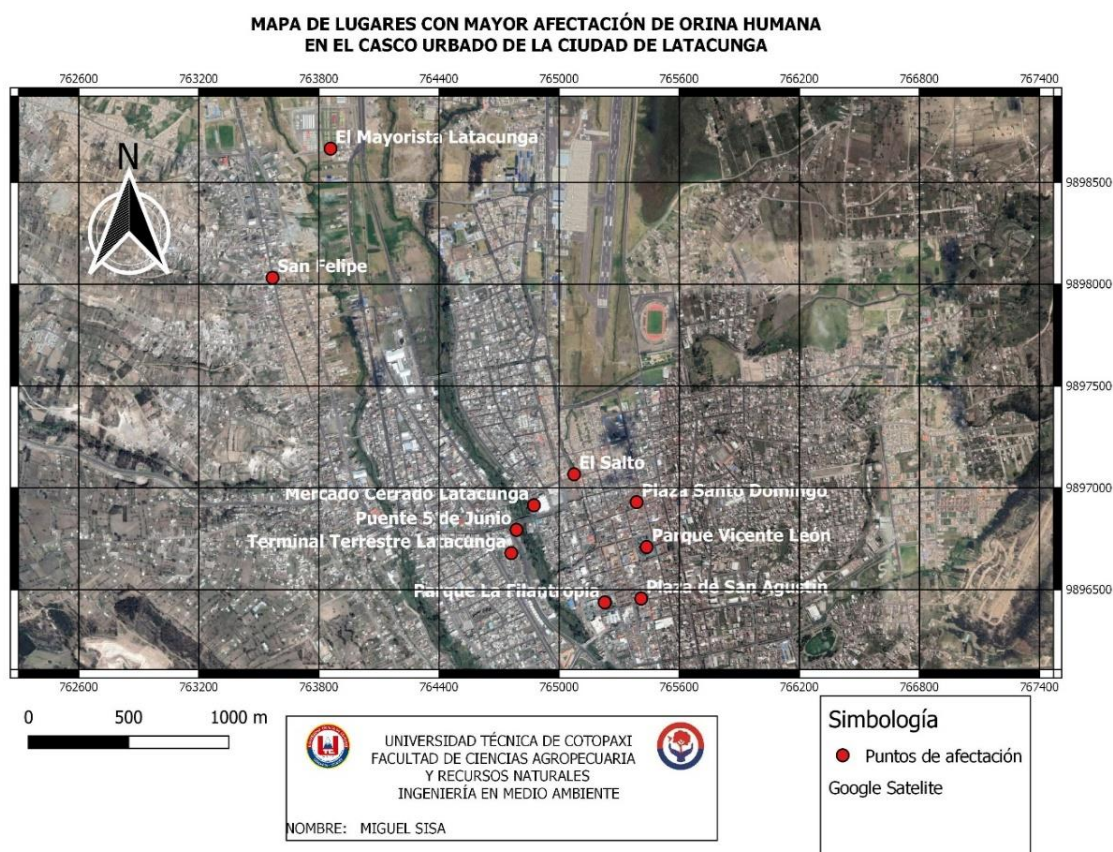 MAPA DE LUGARES CON MAYOR AFECTACIÓN DE ORINA HUMANA
EN EL CASCO URBADO DE LA CIUDAD DE LATACUNGA
762600 763200 763800 764400 765000 765600 766200 766800 767400
El Mayorista Latacunga
N
9898500
San Felipe
9898000
9897500
El Salto
9897000
Mercado Cerrado Latacunga
Plaza Santo Domingo
Puente 5 de Junio
Terminal Terrestre Latacunga
Parque Vicente León
9896500
Parque La Filantropía
Plaza de San Agustín
762600 763200 763800 764400 765000 765600 766200 766800 767400
0 500 1000 m
UNIVERSIDAD TÉCNICA DE COTOPAXI
FACULTAD DE CIENCIAS AGROPECUARIA
Y RECURSOS NATURALES
INGENIERÍA EN MEDIO AMBIENTE
NOMBRE: MIGUEL SISA
Simbología
Puntos de afectación
Google Satelite